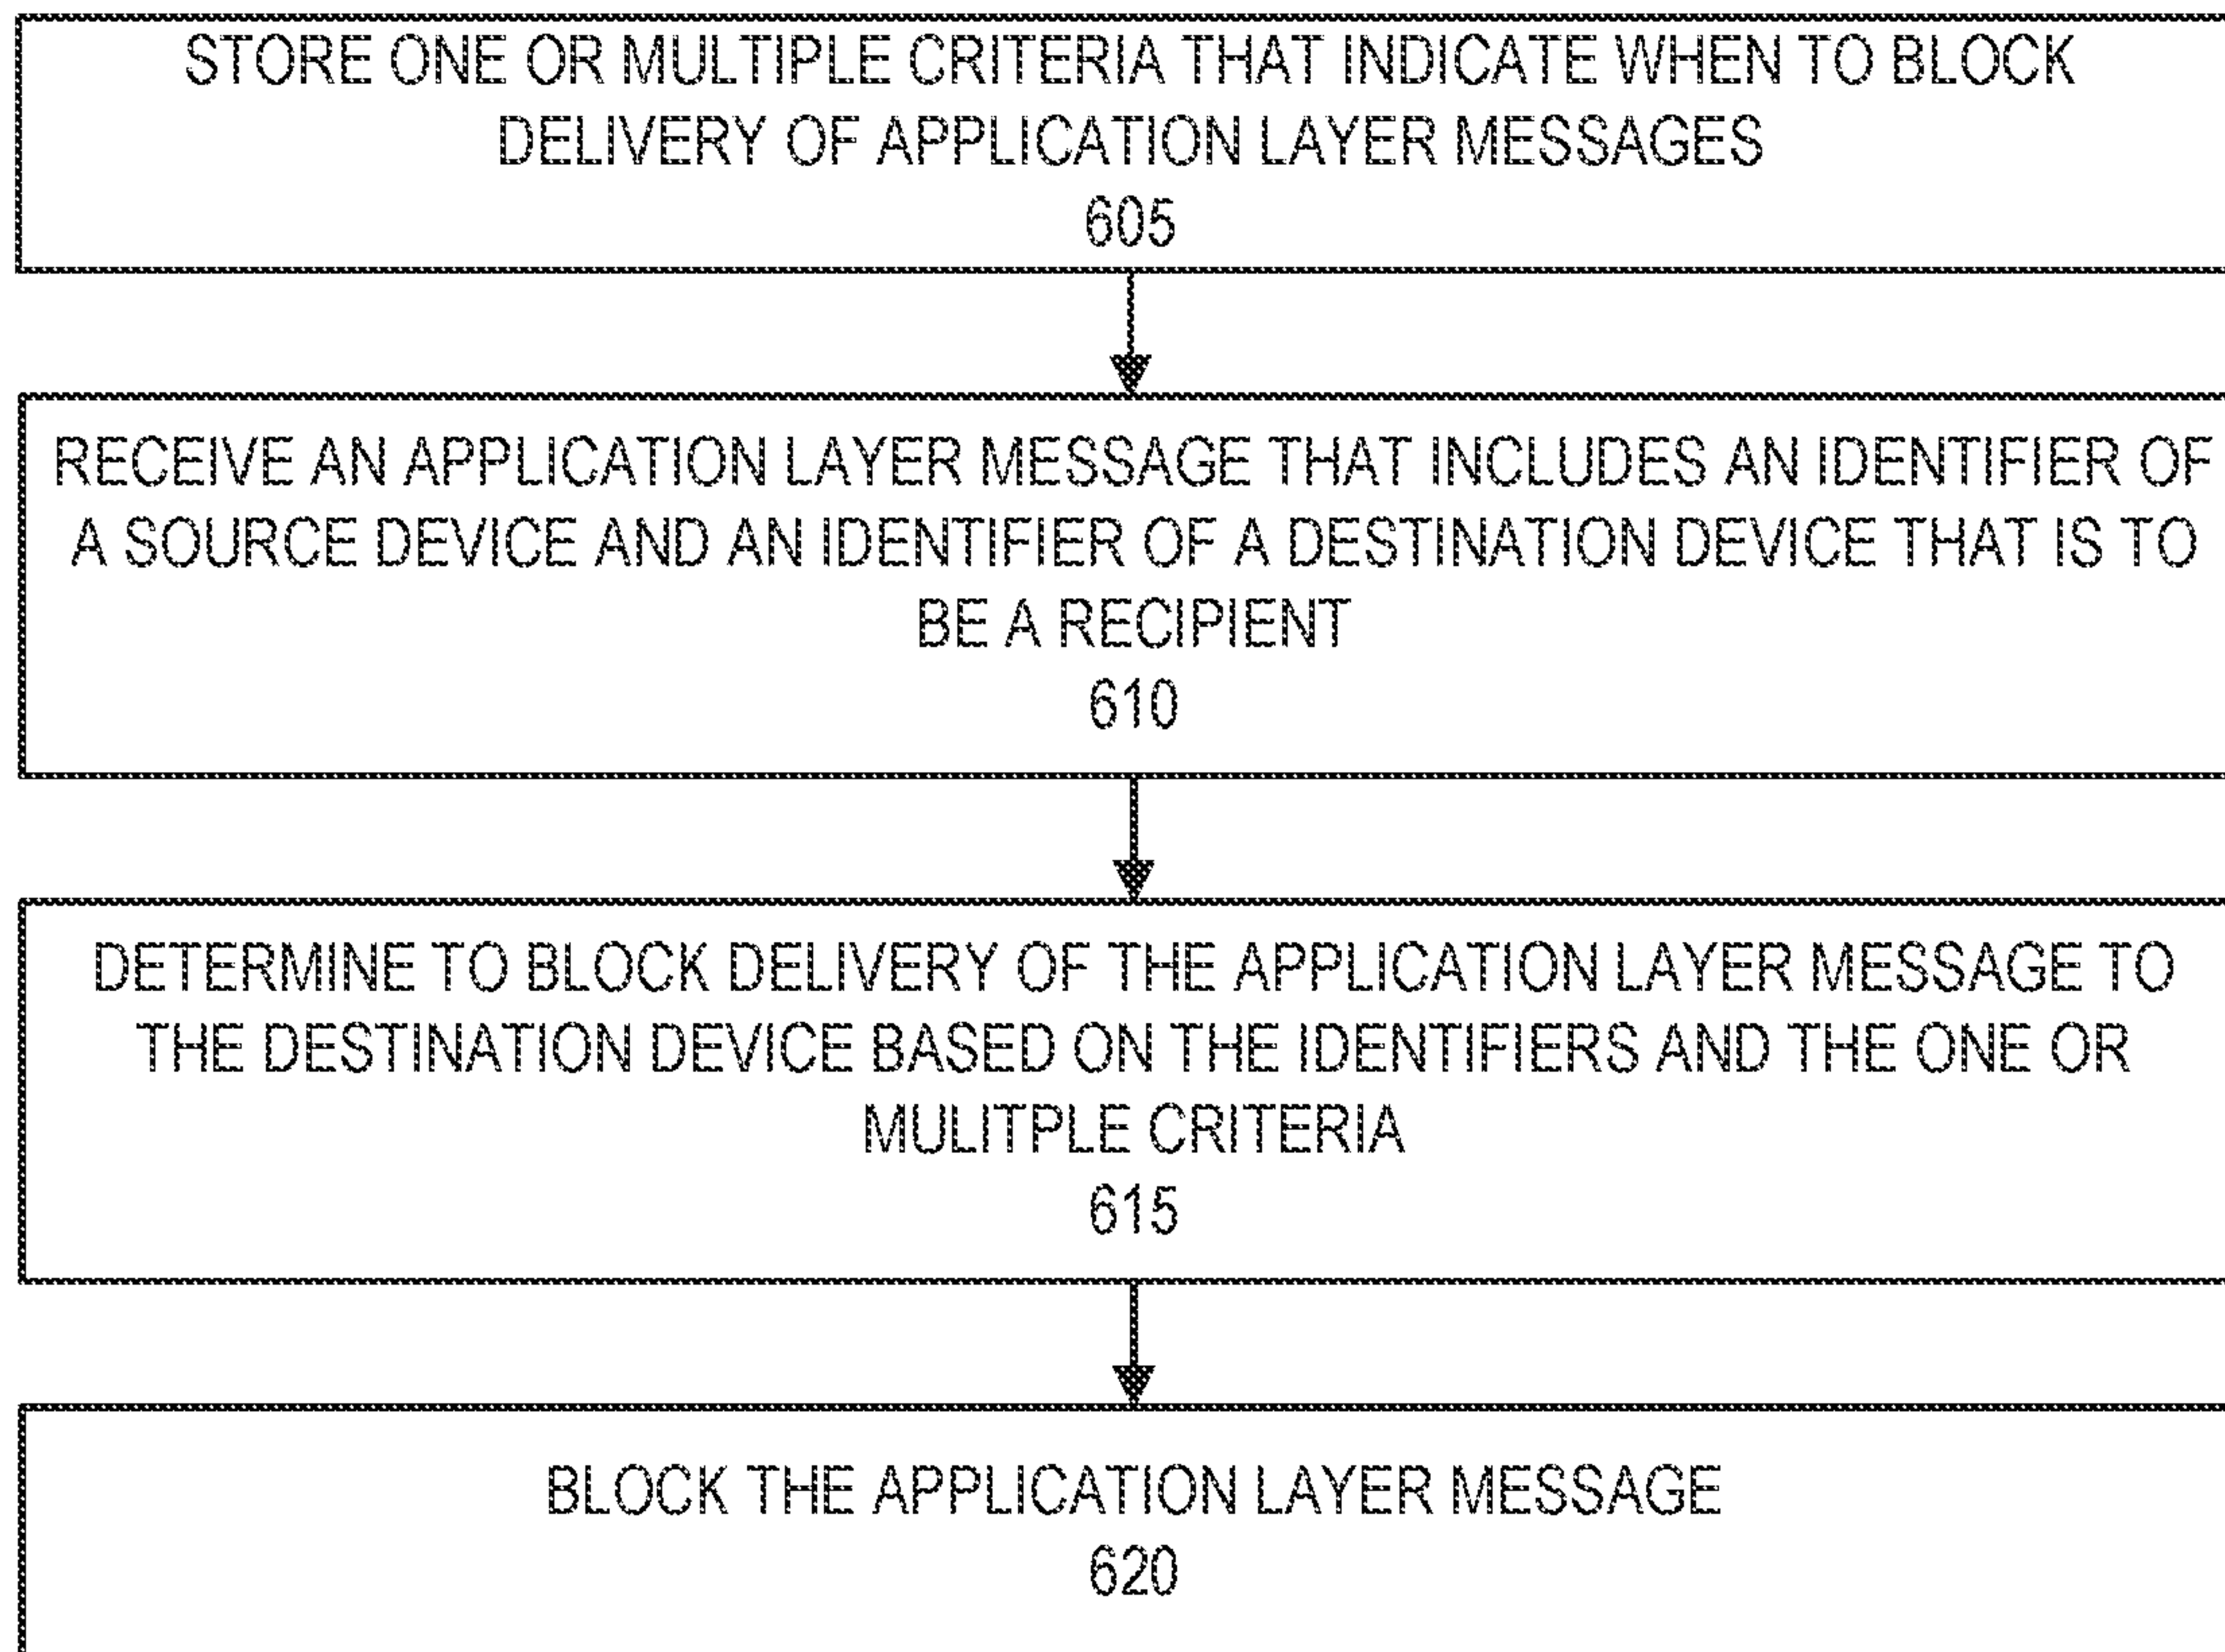 STORE ONE OR MULTIPLE CRITERIA THAT INDICATE WHEN TO BLOCK
DELIVERY OF APPLICATION LAYER MESSAGES
605
RECEIVE AN APPLICATION LAYER MESSAGE THAT INCLUDES AN IDENTIFIER OF
A SOURCE DEVICE AND AN IDENTIFIER OF A DESTINATION DEVICE THAT IS TO
BE A RECIPIENT
610
DETERMINE TO BLOCK DELIVERY OF THE APPLICATION LAYER MESSAGE TO
THE DESTINATION DEVICE BASED ON THE IDENTIFIERS AND THE ONE OR
MULITPLE CRITERIA
615
BLOCK THE APPLICATION LAYER MESSAGE
620